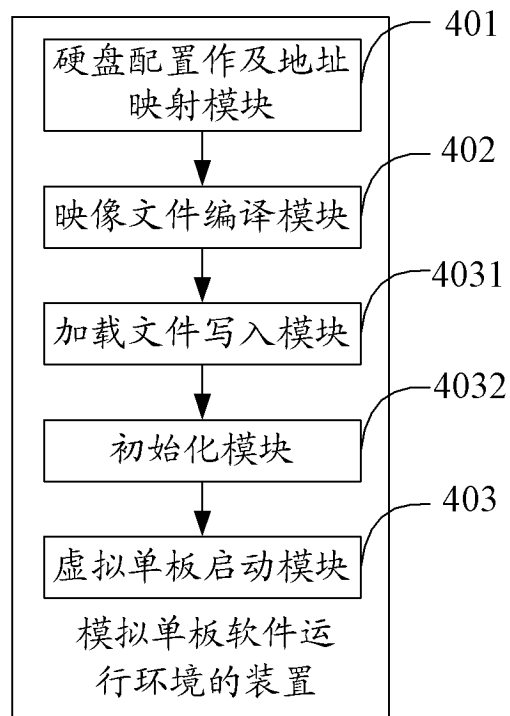 硬盘配置作及地址
映射模块
401
映像文件编译模块
402
加载文件写入模块
4031
初始化模块
4032
虚拟单板启动模块
403
模拟单板软件运
行环境的装置